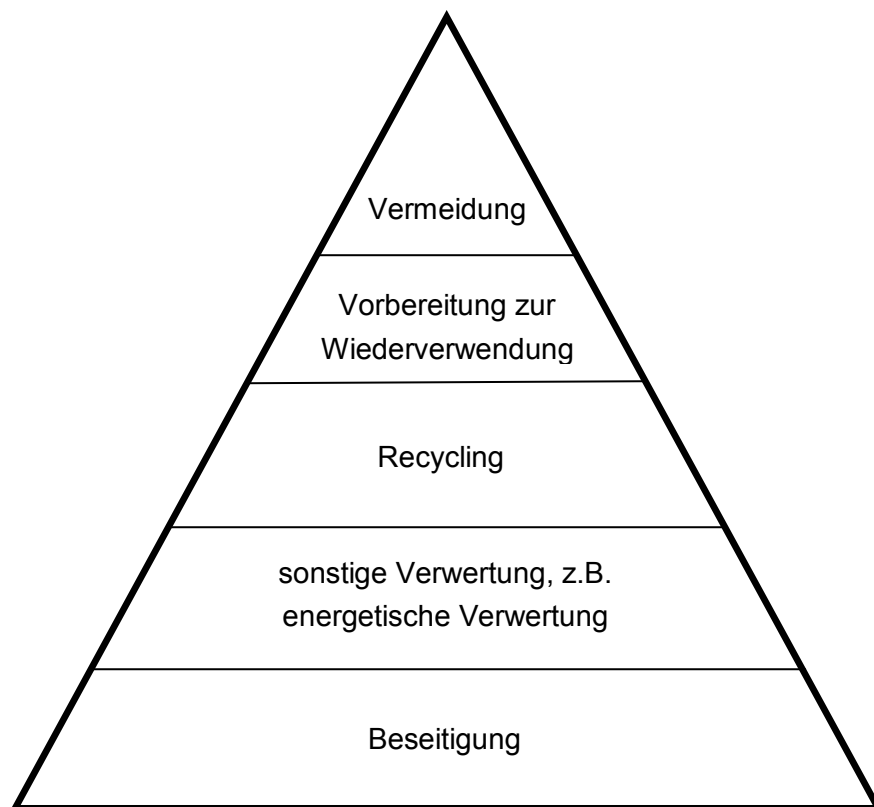 Vermeidung
Vorbereitung zur
Wiederverwendung
Recycling
sonstige Verwertung, z.B.
energetische Verwertung
Beseitigung